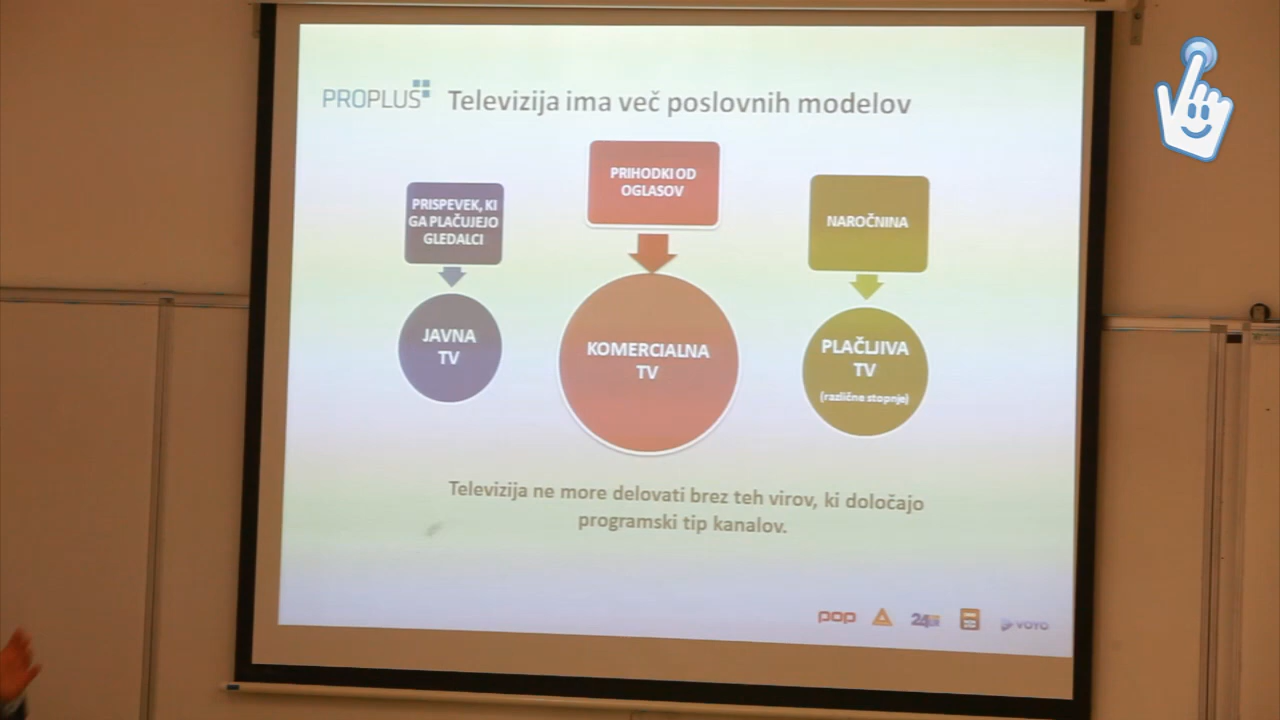 PROPLUS
Televizija ima več poslovnih modelov
PRISPEVEK, KI
GA PLAČUJEJO
GLEDALCI
PRIHODKI OD
OGLASOV
NAROČNINA
JAVNA
TV
KOMERCIALNA
TV
PLAČLJIVA
TV
(različne stopnje)
Televizija ne more delovati brez teh virov, ki določajo
programski tip kanalov.
pop
24
VOYO